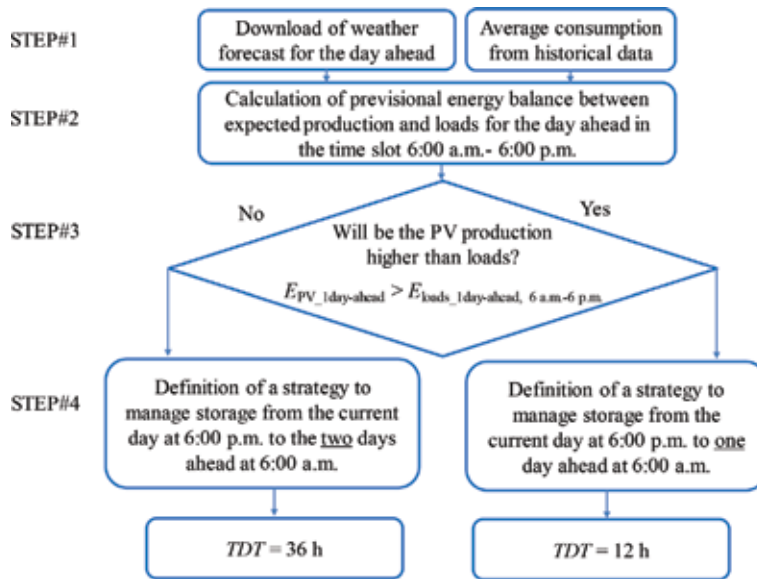 STEP#1
Download of weather
forecast for the day ahead
Average consumption
from historical data
STEP#2
Calculation of previsional energy balance between
expected production and loads for the day ahead in
the time slot 6:00 a.m.- 6:00 p.m.
STEP#3
No
Yes
Will be the PV production
higher than loads?
E_PV_1day-ahead > E_loads_1day-ahead, 6 a.m.-6 p.m.
STEP#4
Definition of a strategy to
manage storage from the current
day at 6:00 p.m. to the two days
ahead at 6:00 a.m.
Definition of a strategy to
manage storage from the
current day at 6:00 p.m. to one
day ahead at 6:00 a.m.
TDT = 36 h
TDT = 12 h